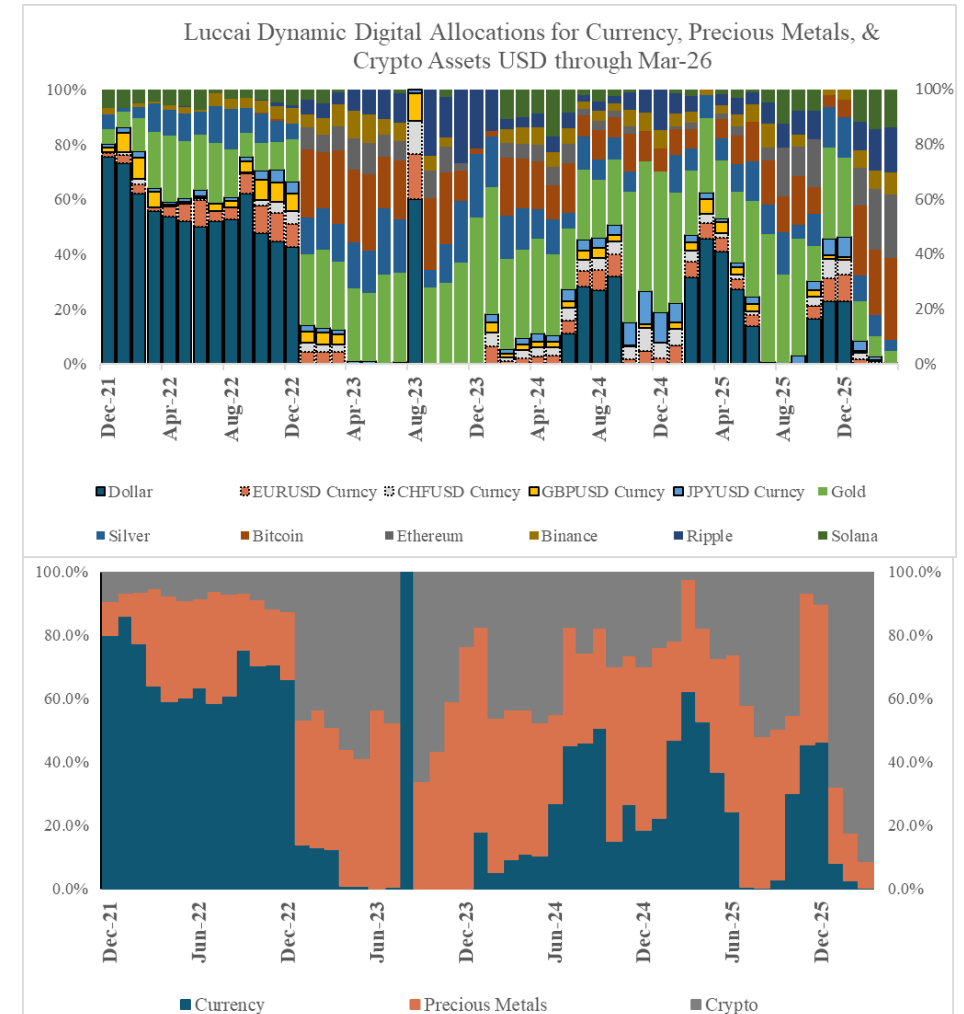 Luccai Dynamic Digital Allocations for Currency, Precious Metals, &
Crypto Assets USD through Mar-26
100% 100%
80% 80%
60% 60%
40% 40%
20% 20%
0% 0%
Dec-21 Apr-22 Aug-22 Dec-22 Apr-23 Aug-23 Dec-23 Apr-24 Aug-24 Dec-24 Apr-25 Aug-25 Dec-25
Dollar EURUSD Curncy CHFUSD Curncy GBPUSD Curncy JPYUSD Curncy Gold
Silver Bitcoin Ethereum Binance Ripple Solana
100.0% 100.0%
80.0% 80.0%
60.0% 60.0%
40.0% 40.0%
20.0% 20.0%
0.0% 0.0%
Dec-21 Jun-22 Dec-22 Jun-23 Dec-23 Jun-24 Dec-24 Jun-25 Dec-25
Currency Precious Metals Crypto